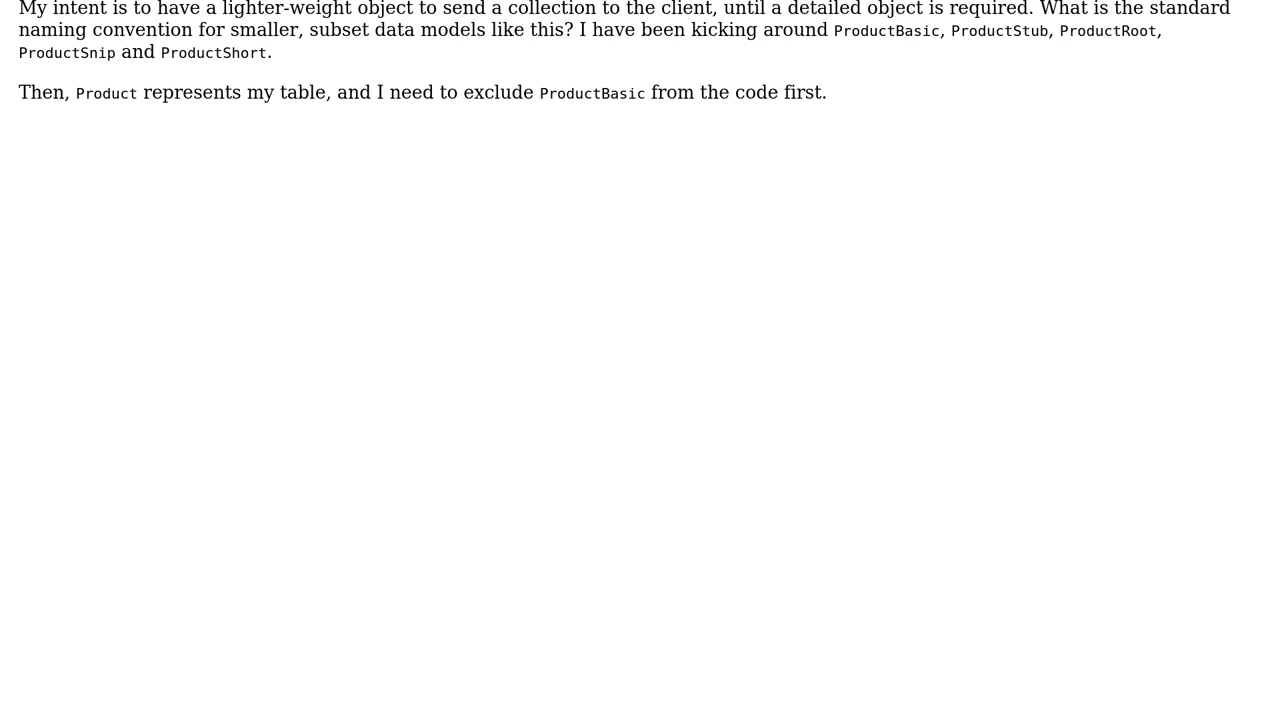 My intent is to have a lighter-weight object to send a collection to the client, until a detailed object is required. What is the standard
naming convention for smaller, subset data models like this? I have been kicking around ProductBasic, ProductStub, ProductRoot,
ProductSnip and ProductShort.
Then, Product represents my table, and I need to exclude ProductBasic from the code first.